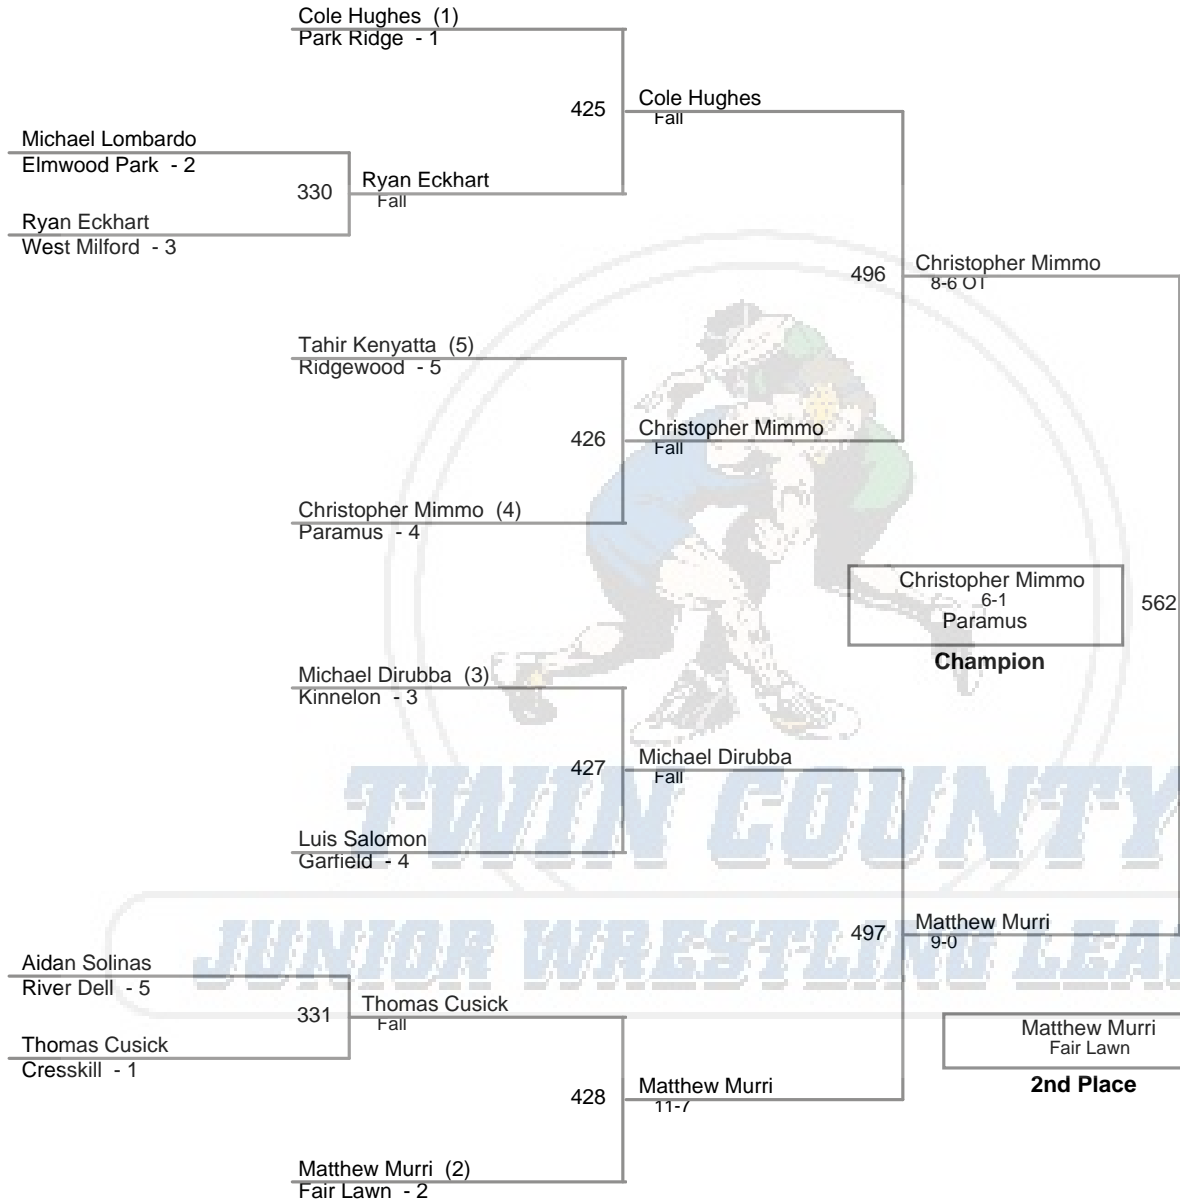 Cole Hughes (1)
Park Ridge - 1
425
Cole Hughes
Fall
Michael Lombardo
Elmwood Park - 2
330
Ryan Eckhart
Fall
Ryan Eckhart
West Milford - 3
496
Christopher Mimmo
8-6 OT
Tahir Kenyatta (5)
Ridgewood - 5
426
Christopher Mimmo
Fall
Christopher Mimmo (4)
Paramus - 4
Christopher Mimmo
6-1
Paramus
Champion
562
Michael Dirubba (3)
Kinnelon - 3
427
Michael Dirubba
Fall
Luis Salomon
Garfield - 4
TWIN COUNTY
JUNIOR WRESTLING LEA
497
Matthew Murri
9-0
Aidan Solinas
River Dell - 5
331
Thomas Cusick
Fall
Thomas Cusick
Cresskill - 1
Matthew Murri
Fair Lawn
2nd Place
428
Matthew Murri
11-7
Matthew Murri (2)
Fair Lawn - 2